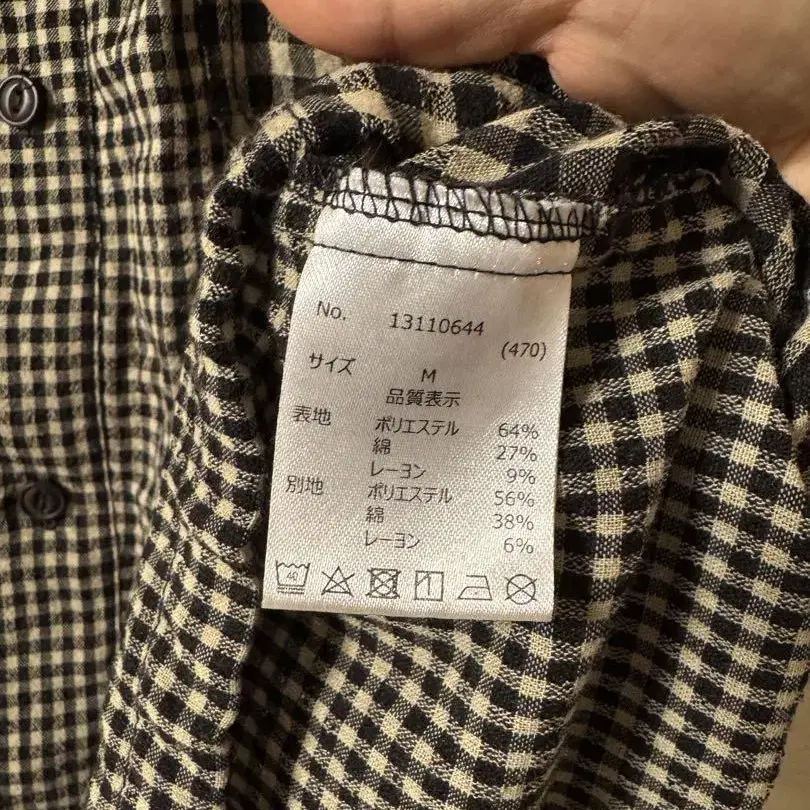 No. 13110644
(470)
サイズ M
品質表示
表地 ポリエステル 64%
綿 27%
レーヨン 9%
別地 ポリエステル 56%
綿 38%
レーヨン 6%
40